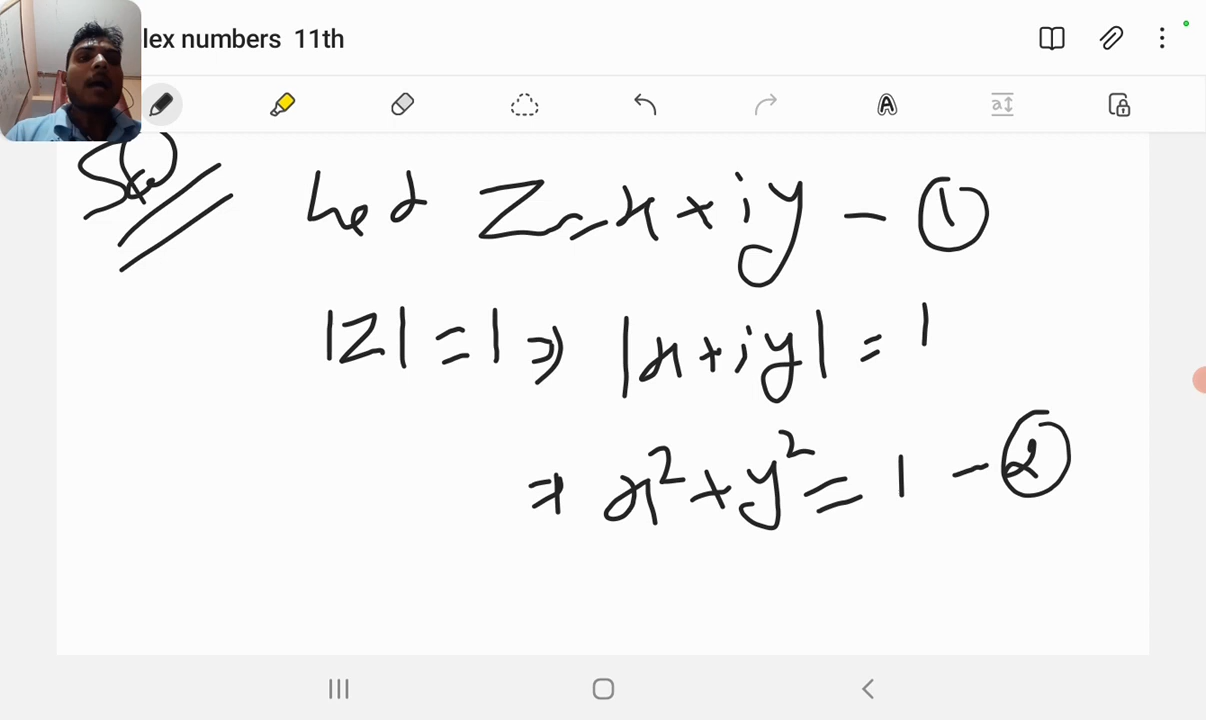 lex numbers 11th
Sol
Let Z = x + iy - ①
|Z| = 1 ⇒ |x + iy| = 1
⇒ x² + y² = 1 - ②